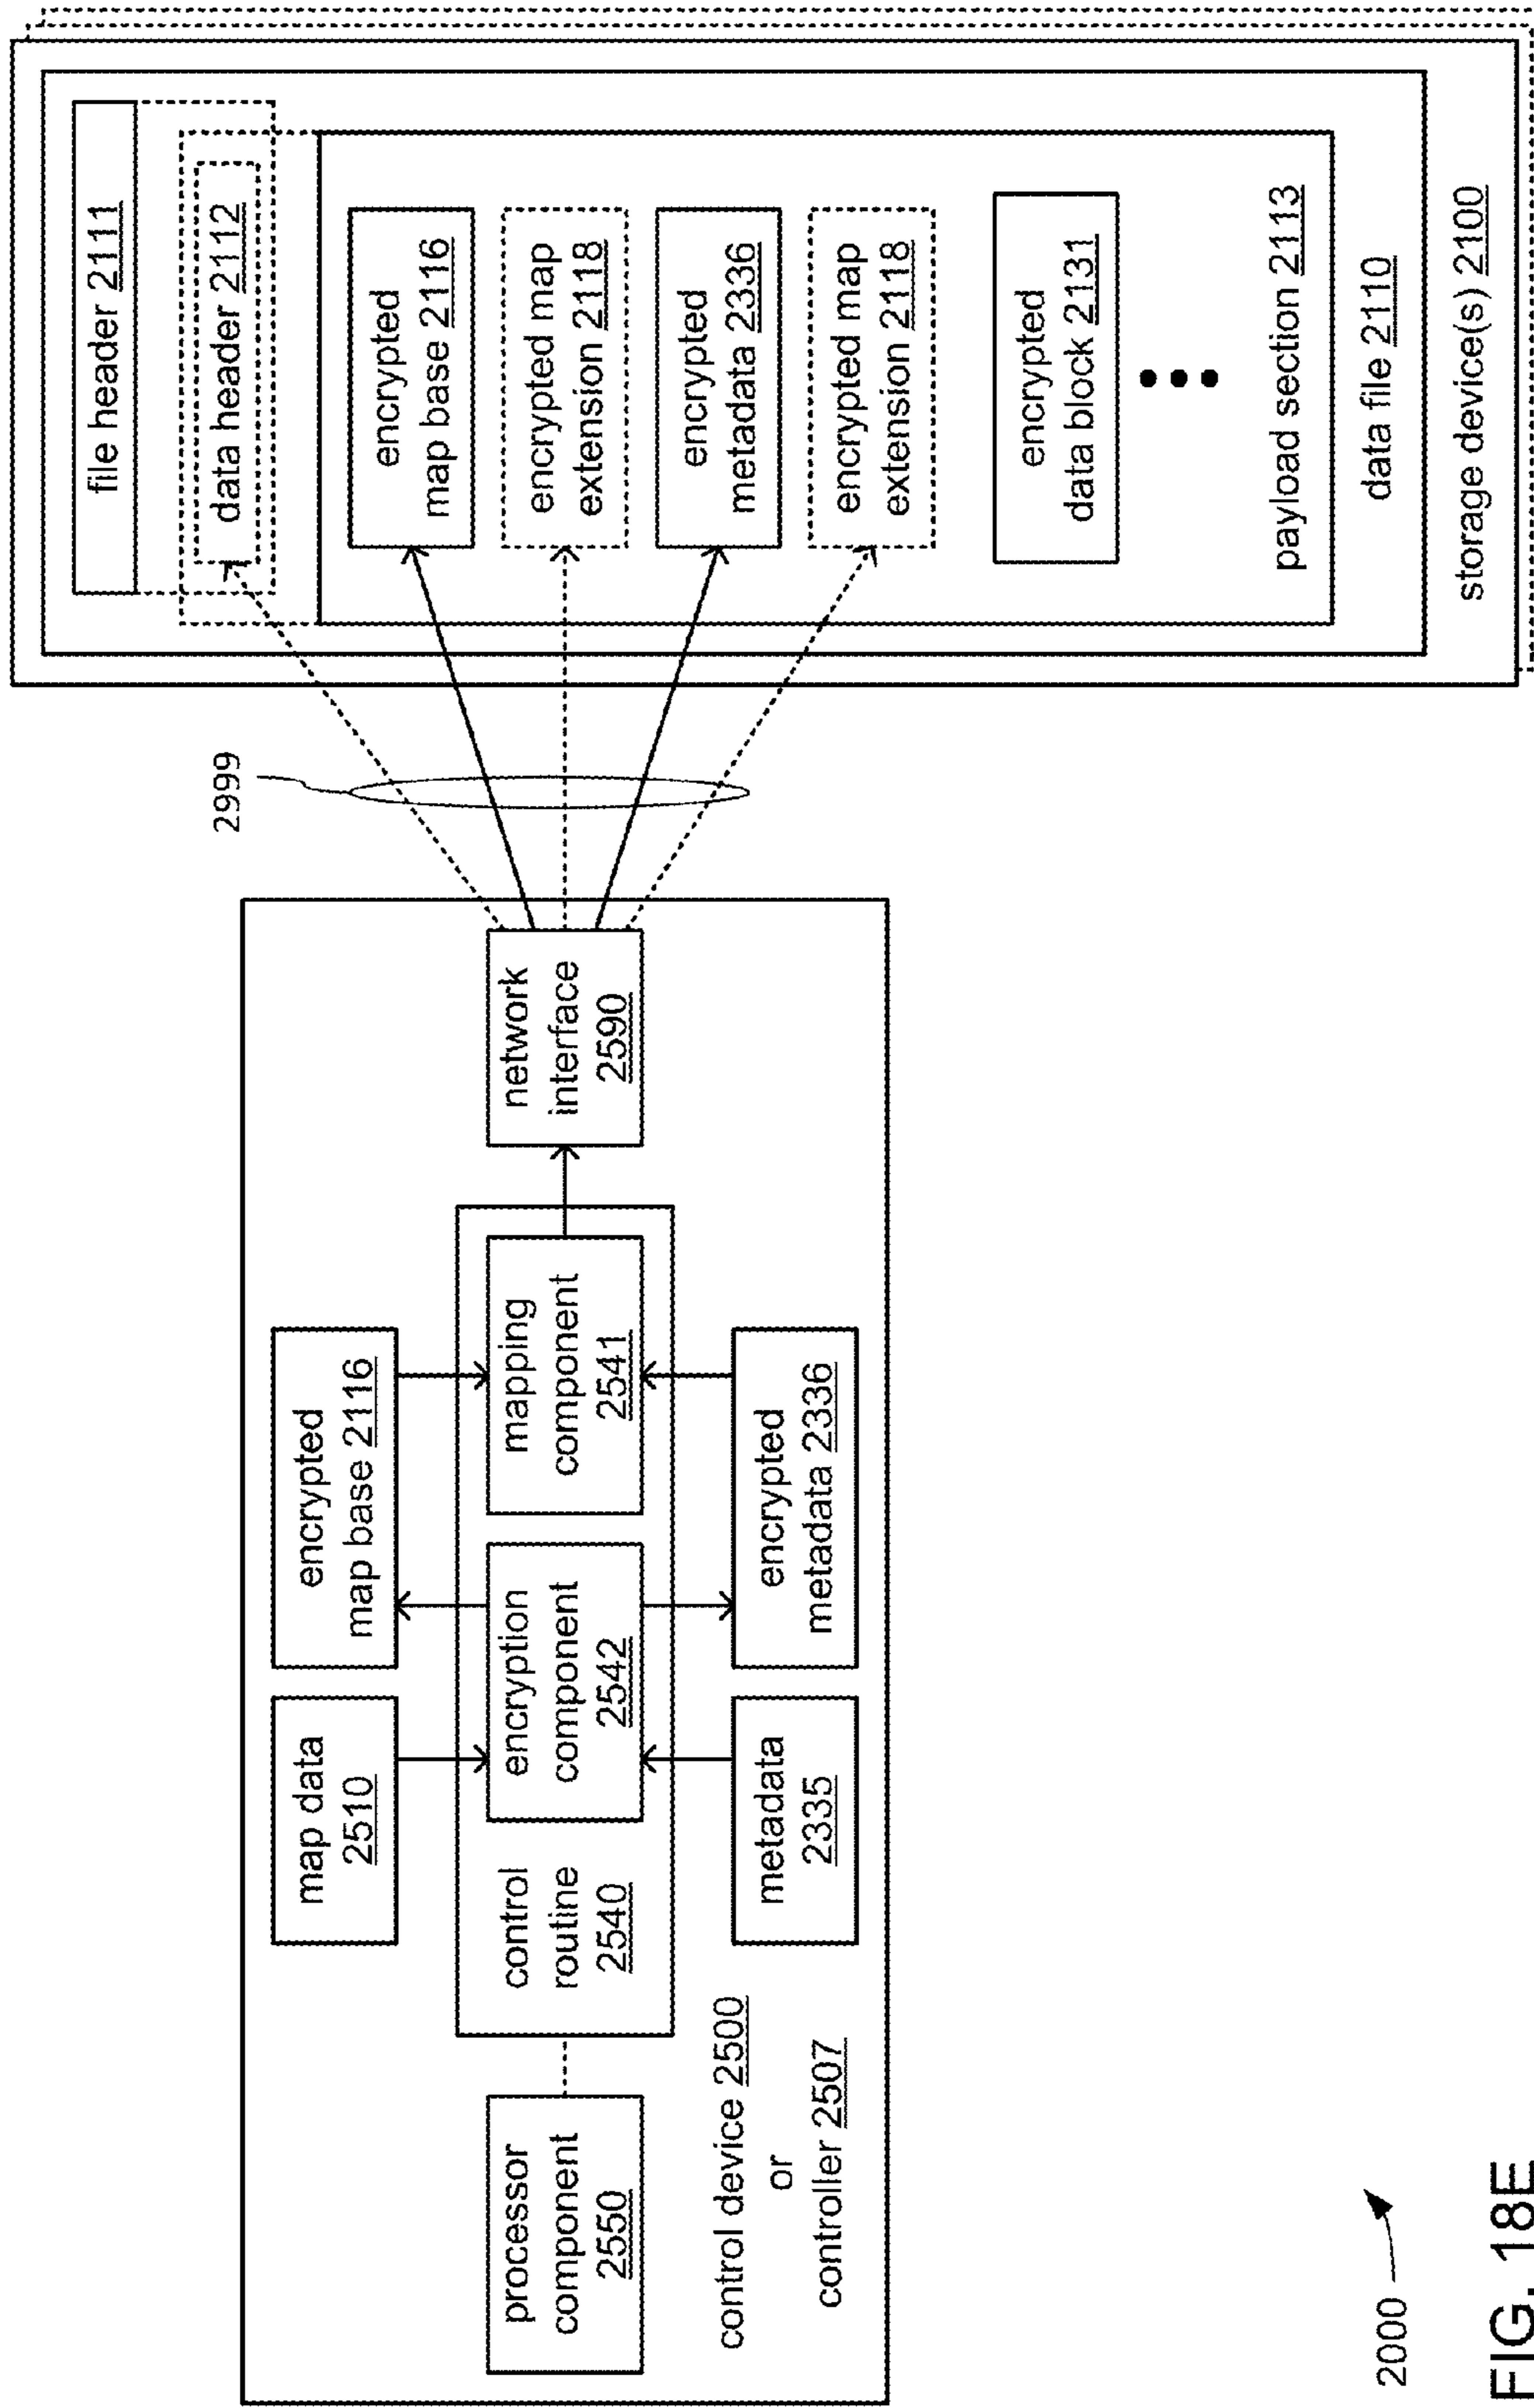 processor
component
2550
control device 2500
or
controller 2507
control
routine
2540
map data
2510
metadata
2335
encryption
component
2542
encrypted
map base 2116
encrypted
metadata 2336
mapping
component
2541
network
interface
2590
2999
file header 2111
data header 2112
encrypted
map base 2116
encrypted map
extension 2118
encrypted
metadata 2336
encrypted map
extension 2118
encrypted
data block 2131
payload section 2113
data file 2110
storage device(s) 2100
2000
FIG. 18E